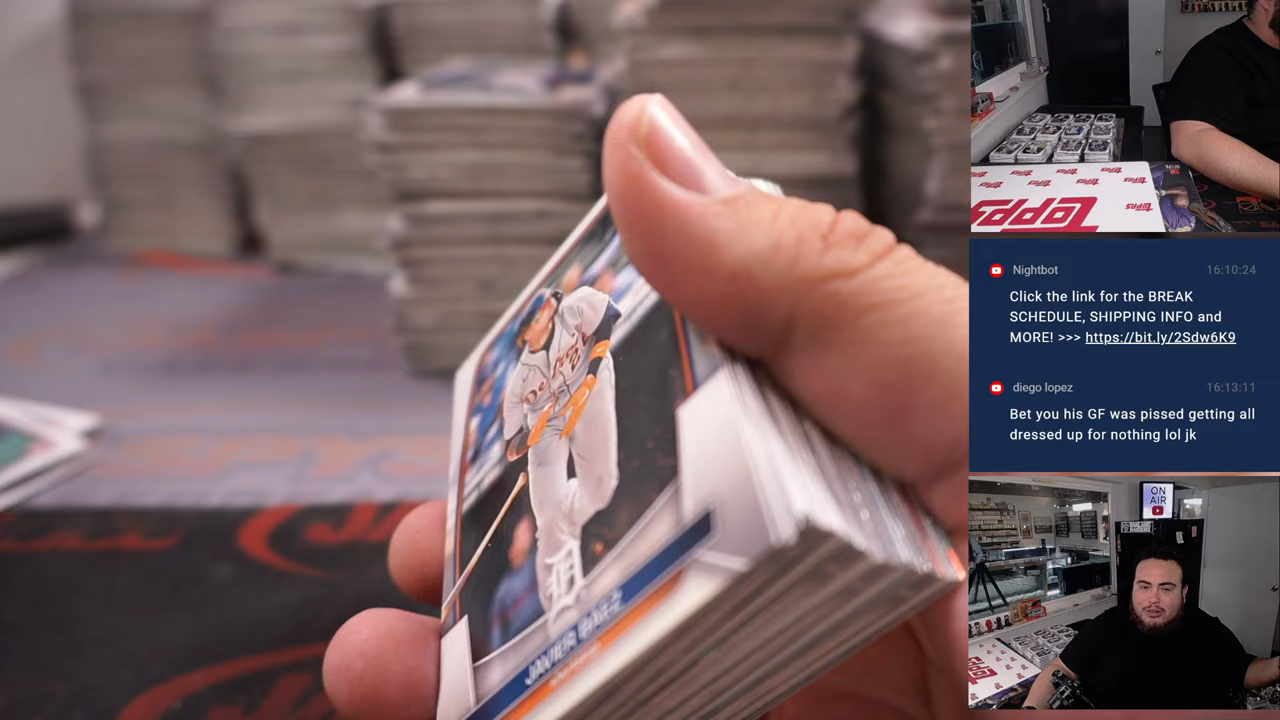 Detroit
JAVIER BÁEZ
TOPPS
Nightbot
16:10:24
Click the link for the BREAK
SCHEDULE, SHIPPING INFO and
MORE! >>> https://bit.ly/2Sdw6K9
diego lopez
16:13:11
Bet you his GF was pissed getting all
dressed up for nothing lol jk
ON
AIR